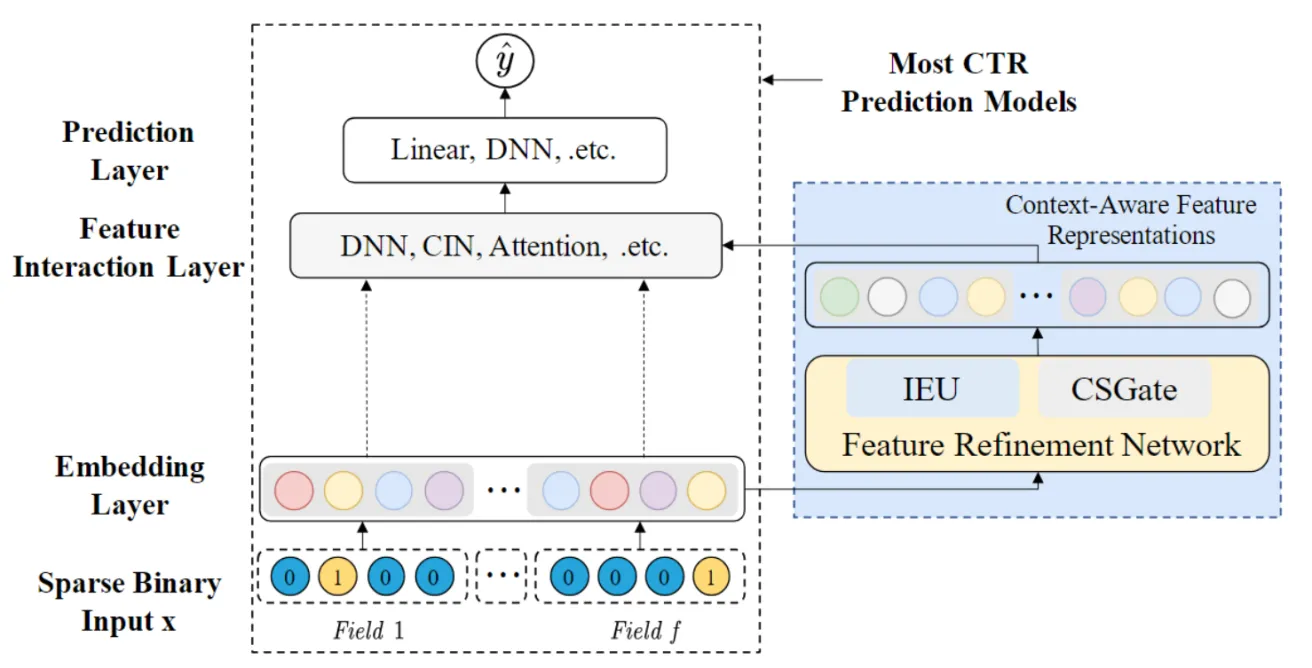 ŷ
Most CTR
Prediction Models
Prediction
Layer
Linear, DNN, .etc.
Feature
Interaction Layer
DNN, CIN, Attention, .etc.
Context-Aware Feature
Representations
...
IEU
CSGate
Feature Refinement Network
Embedding
Layer
...
Sparse Binary
Input x
0 1 0 0 ... 0 0 0 1
Field 1
Field f